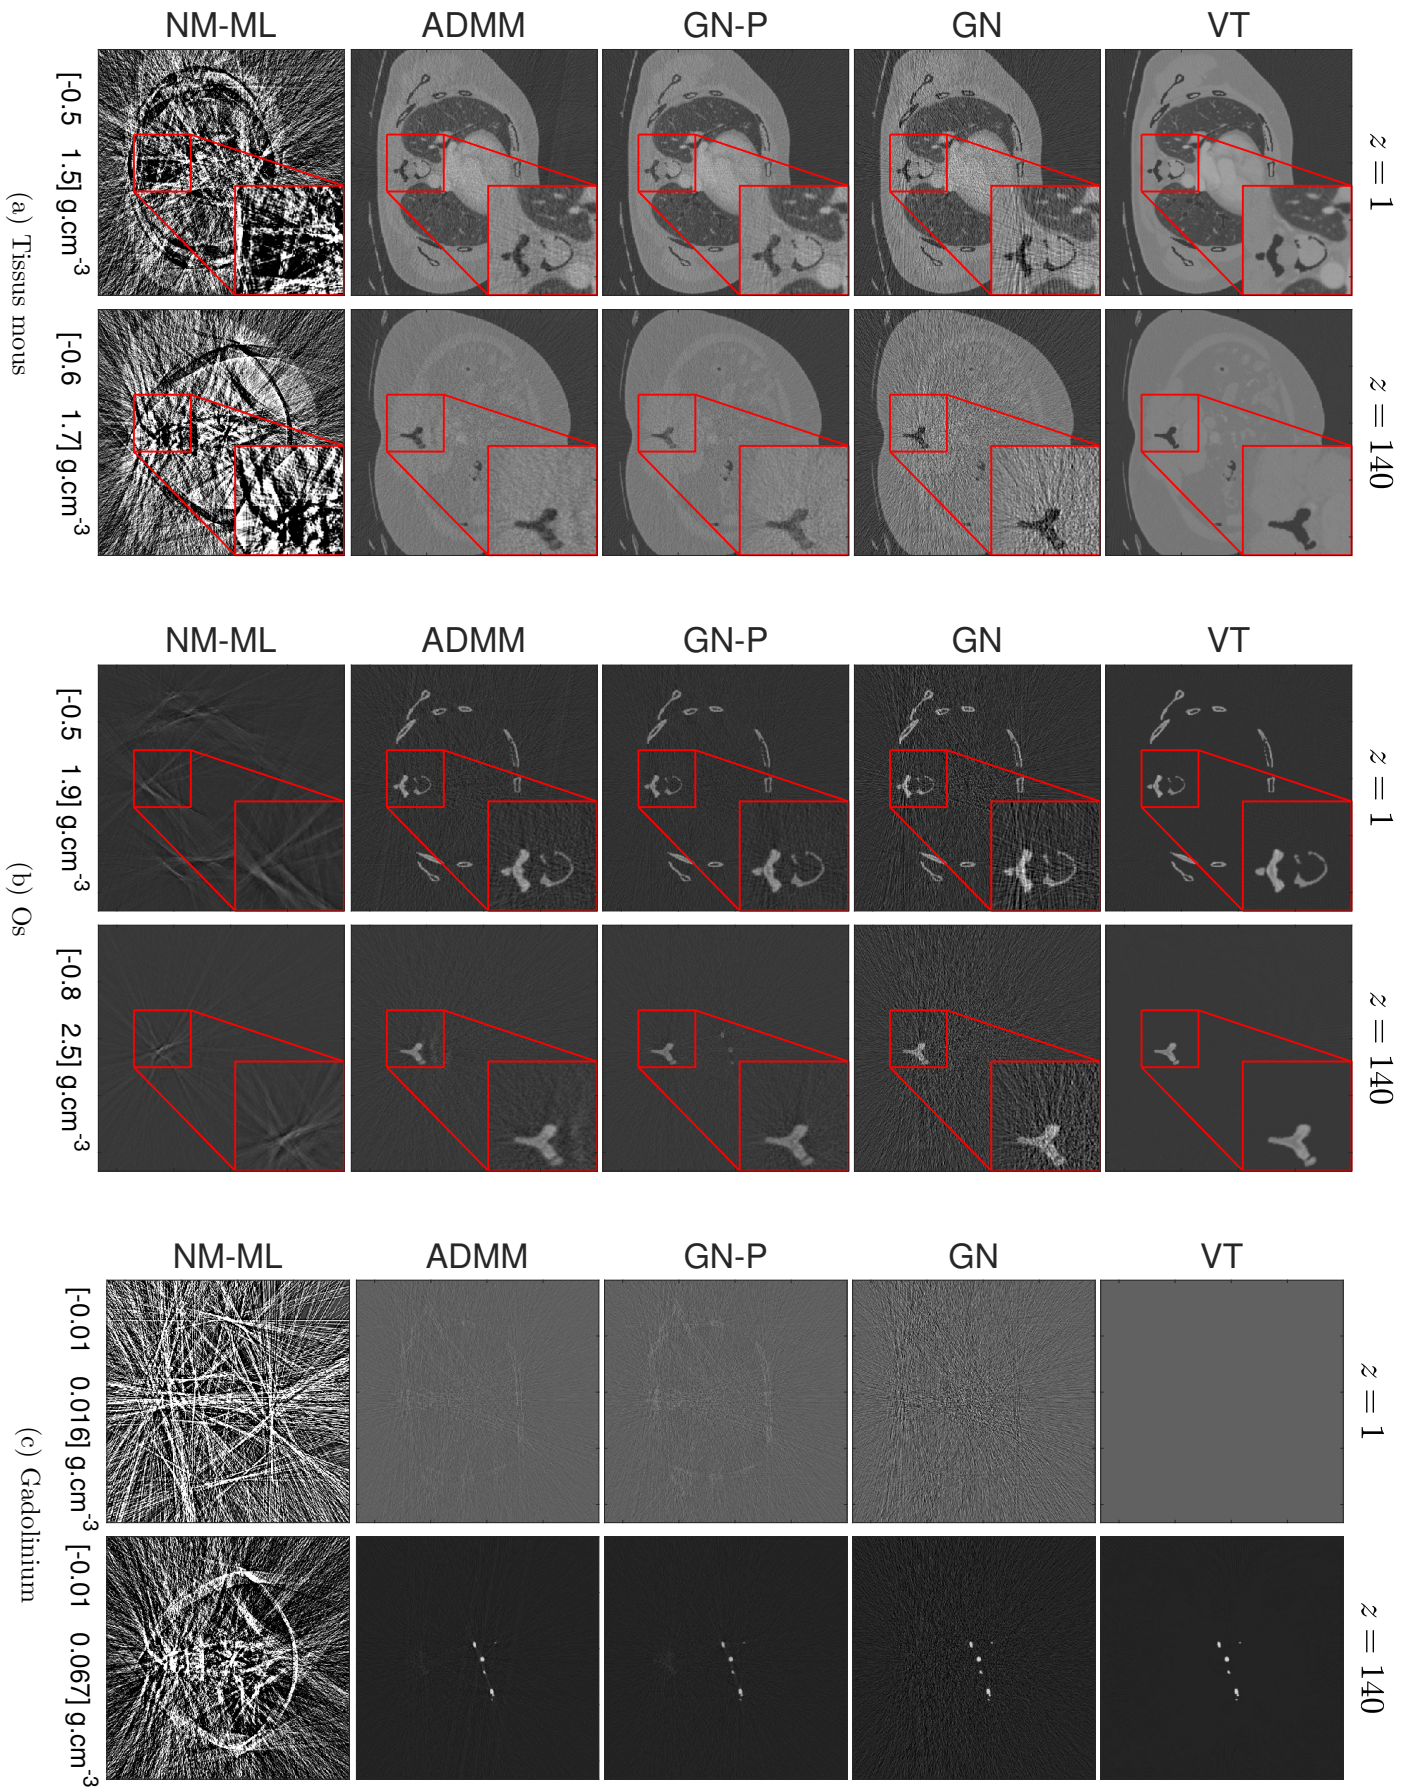 z = 1
z = 140
VT
GN
GN-P
ADMM
NM-ML
[-0.5 1.5] g.cm-3
[-0.6 1.7] g.cm-3
(a) Tissus mous
z = 1
z = 140
VT
GN
GN-P
ADMM
NM-ML
[-0.5 1.9] g.cm-3
[-0.8 2.5] g.cm-3
(b) Os
z = 1
z = 140
VT
GN
GN-P
ADMM
NM-ML
[-0.01 0.016] g.cm-3
[-0.01 0.067] g.cm-3
(c) Gadolinium